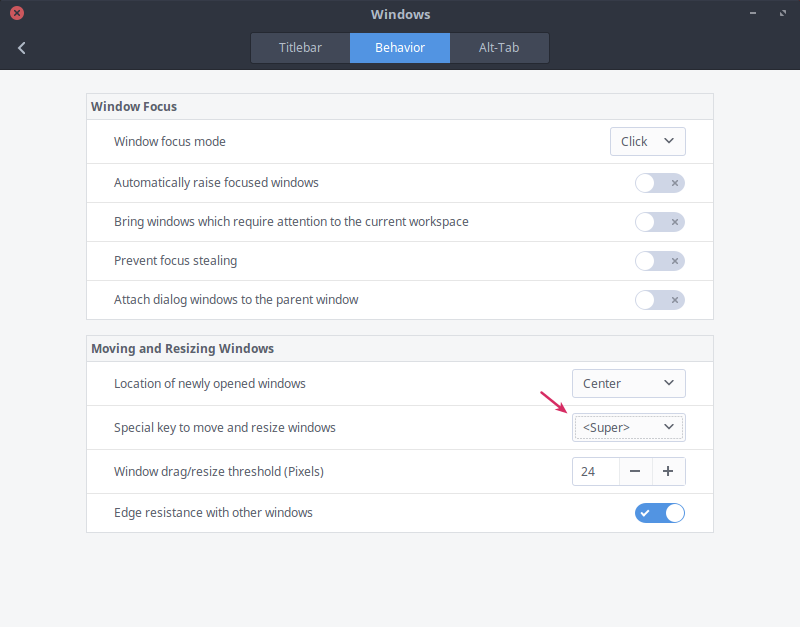 Windows
Titlebar
Behavior
Alt-Tab
Window Focus
Window focus mode
Click
Automatically raise focused windows
Bring windows which require attention to the current workspace
Prevent focus stealing
Attach dialog windows to the parent window
Moving and Resizing Windows
Location of newly opened windows
Center
Special key to move and resize windows
<Super>
Window drag/resize threshold (Pixels)
24
Edge resistance with other windows